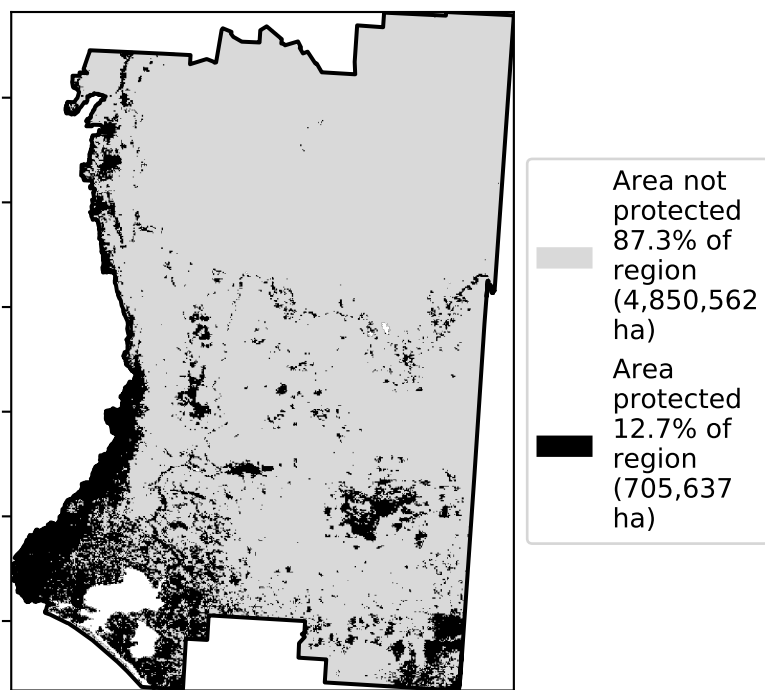 Area not
protected
87.3% of
region
(4,850,562
ha)
Area
protected
12.7% of
region
(705,637
ha)